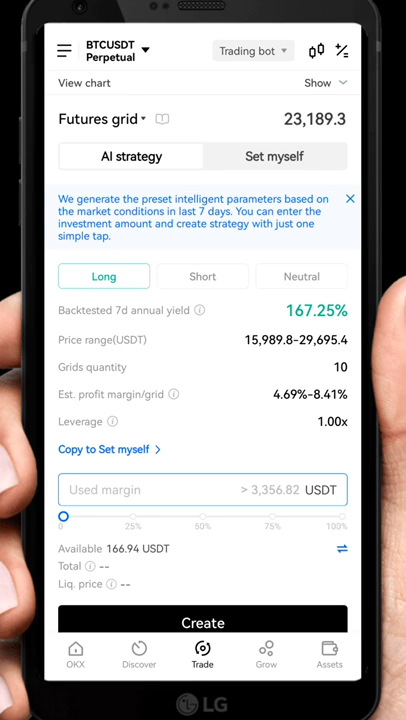 BTCUSDT
Perpetual
Trading bot
View chart
Show
Futures grid
23,189.3
AI strategy
Set myself
We generate the preset intelligent parameters based on
the market conditions in last 7 days. You can enter the
investment amount and create strategy with just one
simple tap.
Long
Short
Neutral
Backtested 7d annual yield
167.25%
Price range(USDT)
15,989.8-29,695.4
Grids quantity
10
Est. profit margin/grid
4.69%-8.41%
Leverage
1.00x
Copy to Set myself >
Used margin
> 3,356.82 USDT
0
25%
50%
75%
100%
Available 166.94 USDT
Total --
Liq. price --
Create
OKX
Discover
Trade
Grow
Assets
LG